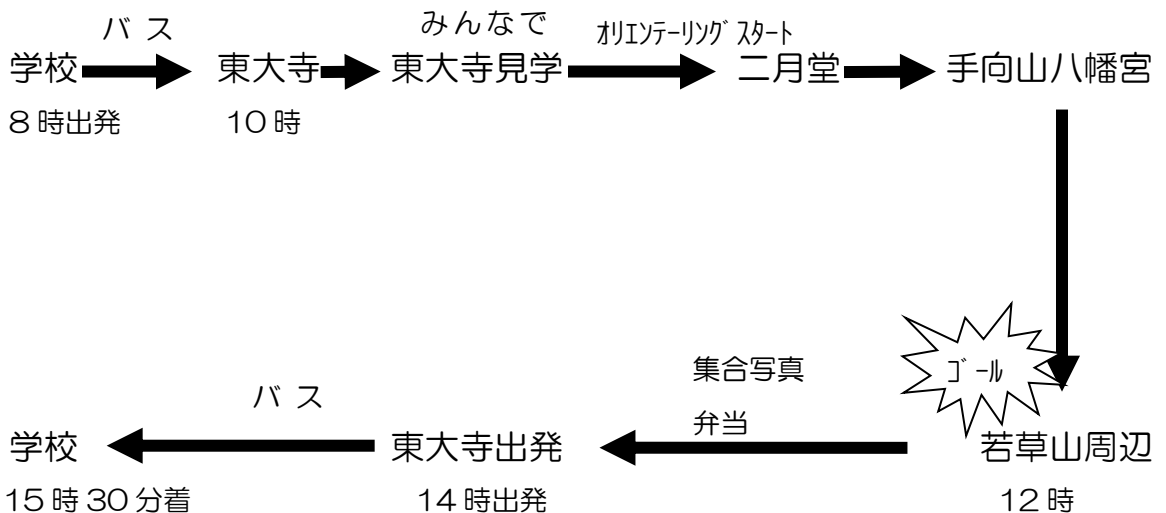 バス
みんなで
ｵﾘｴﾝﾃｰﾘﾝｸﾞｽﾀｰﾄ
学校 東大寺 東大寺見学 二月堂 手向山八幡宮
8時出発 10時
ｺﾞｰﾙ
集合写真
弁当
バス
学校 東大寺出発 若草山周辺
15時30分着 14時出発 12時